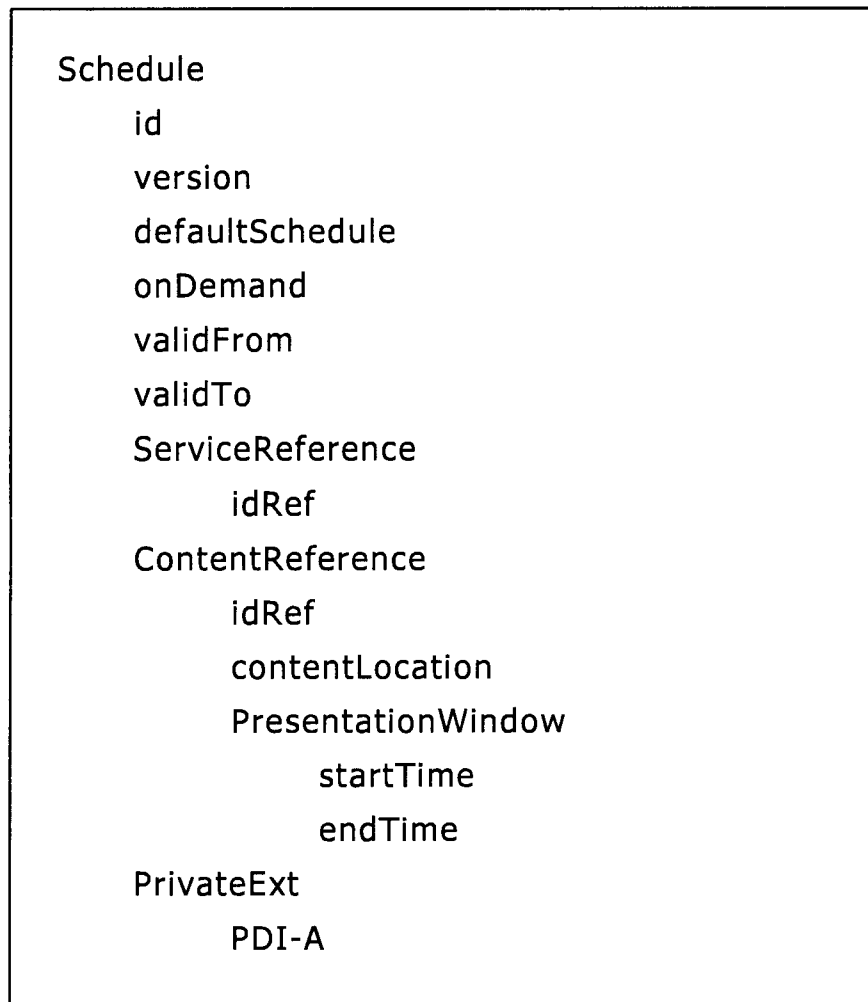 Schedule
id
version
defaultSchedule
onDemand
validFrom
validTo
ServiceReference
idRef
ContentReference
idRef
contentLocation
PresentationWindow
startTime
endTime
PrivateExt
PDI-A